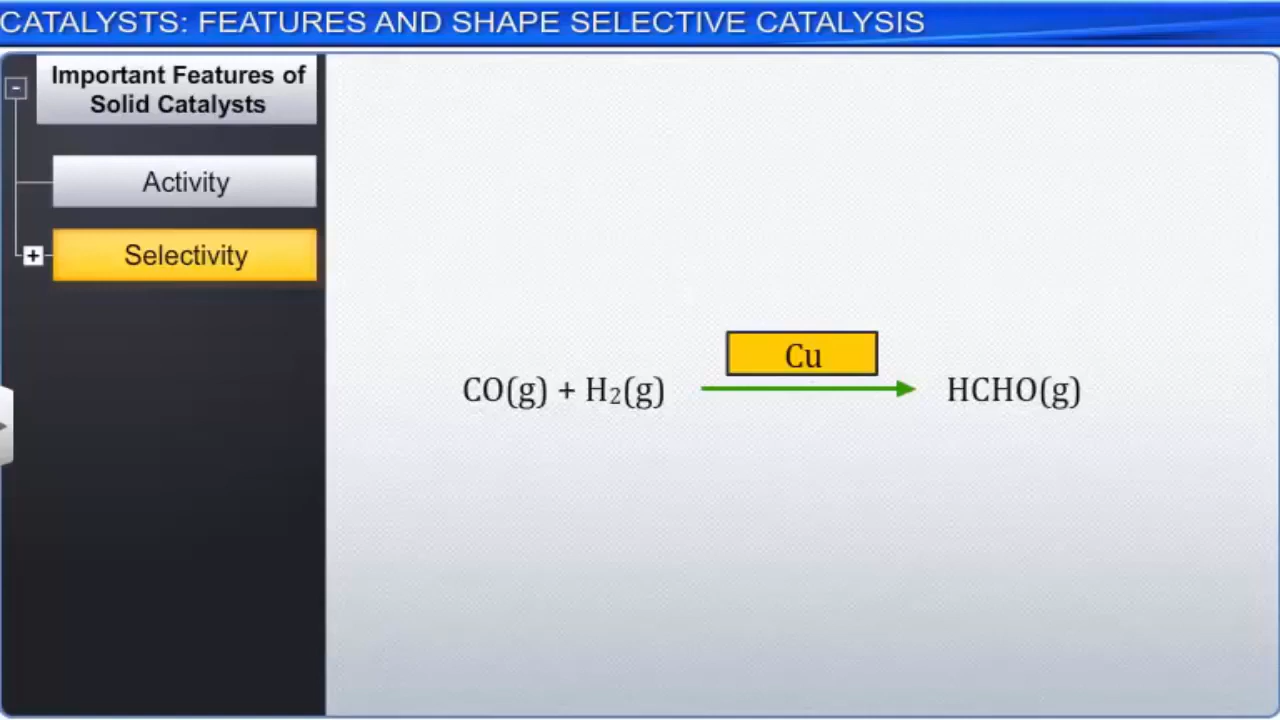 CATALYSTS: FEATURES AND SHAPE SELECTIVE CATALYSIS
Important Features of
Solid Catalysts
Activity
Selectivity
Cu
CO(g) + H₂(g) HCHO(g)